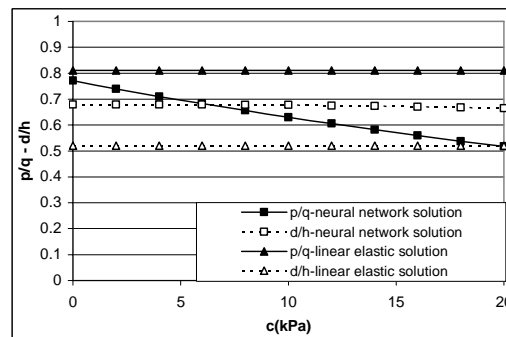 p/q - d/h
1
0.9
0.8
0.7
0.6
0.5
0.4
0.3
0.2
0.1
0
p/q-neural network solution
d/h-neural network solution
p/q-linear elastic solution
d/h-linear elastic solution
0 5 10 15 20
c(kPa)